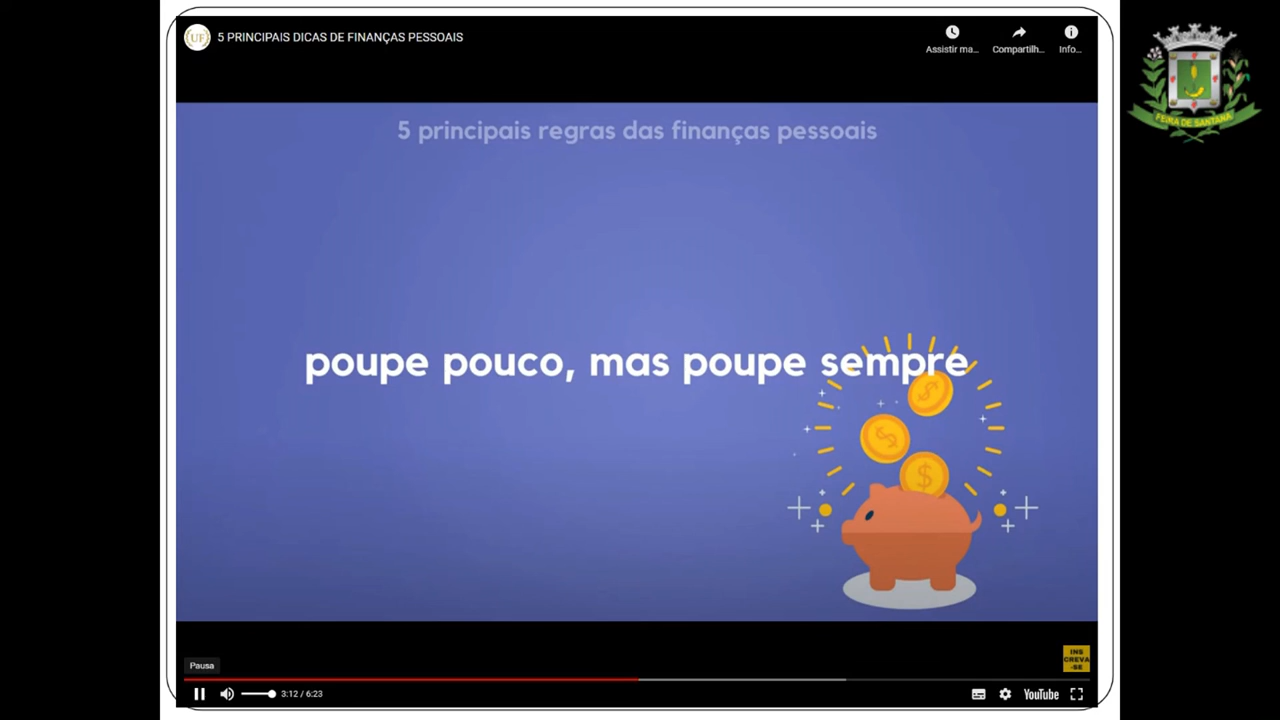 UF
5 PRINCIPAIS DICAS DE FINANÇAS PESSOAIS
Assistir ma...
Compartilh...
Info...
FEIRA DE SANTANA
5 principais regras das finanças pessoais
poupe pouco, mas poupe sempre
Pausa
INS
CREVA
-SE
3:12 / 6:23
YouTube